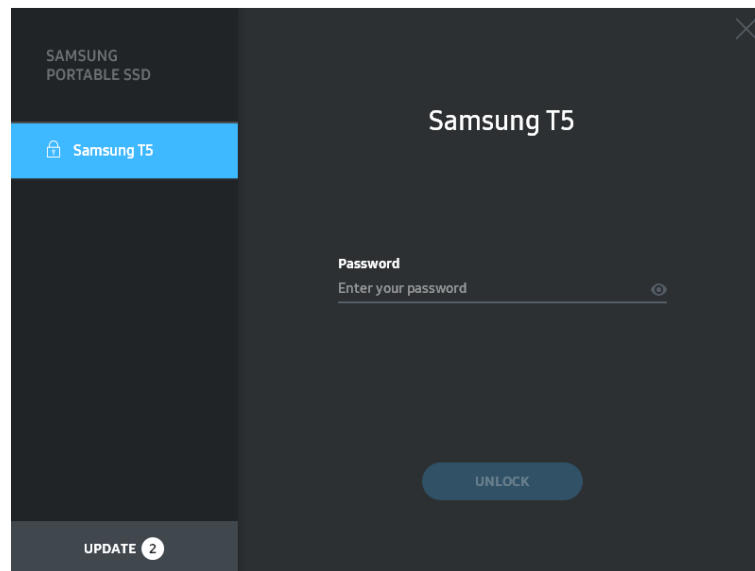 SAMSUNG
PORTABLE SSD
Samsung T5
Samsung T5
Password
Enter your password
UNLOCK
UPDATE 2